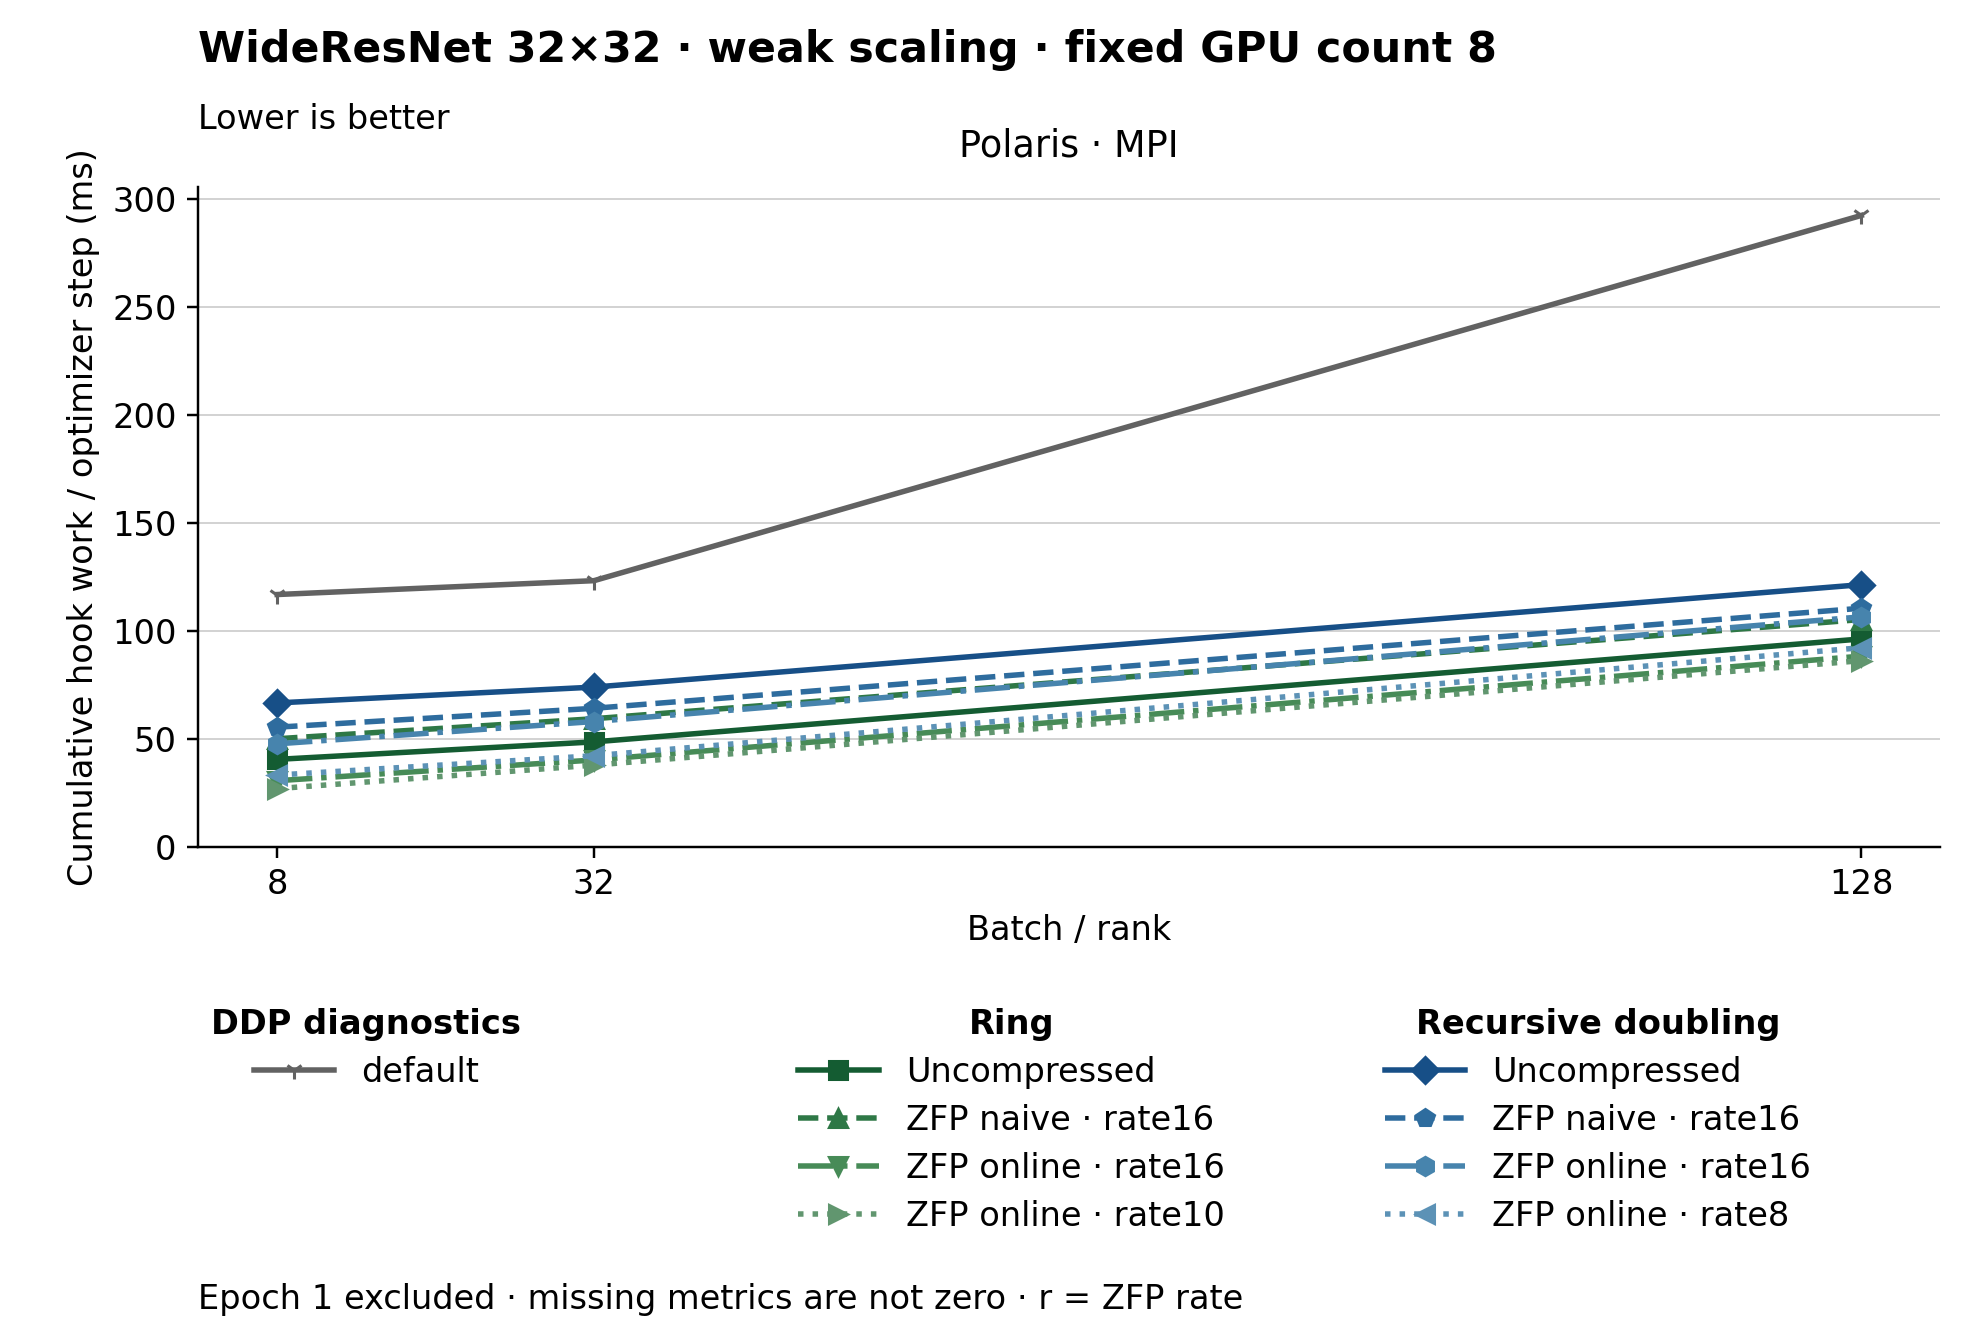 WideResNet 32×32 · weak scaling · fixed GPU count 8
Lower is better
Polaris · MPI
Cumulative hook work / optimizer step (ms)
300
250
200
150
100
50
0
8 32 128
Batch / rank
DDP diagnostics
default
Ring
Uncompressed
ZFP naive · rate16
ZFP online · rate16
ZFP online · rate10
Recursive doubling
Uncompressed
ZFP naive · rate16
ZFP online · rate16
ZFP online · rate8
Epoch 1 excluded · missing metrics are not zero · r = ZFP rate